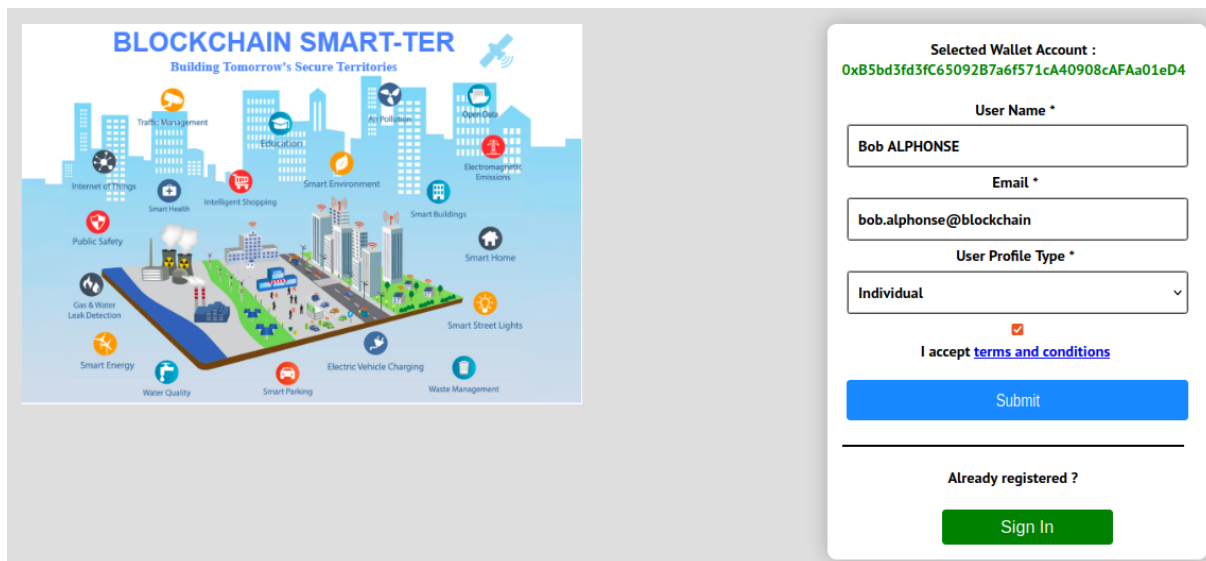 BLOCKCHAIN SMART-TER
Building Tomorrow's Secure Territories
Traffic Management
Education
Air Pollution
Open Data
Internet of Things
Smart Health
Intelligent Shopping
Smart Environment
Electromagnetic
Emissions
Smart Buildings
Public Safety
Smart Home
Gas & Water
Leak Detection
Smart Street Lights
Smart Energy
Water Quality
Smart Parking
Electric Vehicle Charging
Waste Management
Selected Wallet Account :
0xB5bd3fd3fC65092B7a6f571cA40908cAFAa01eD4
User Name *
Bob ALPHONSE
Email *
bob.alphonse@blockchain
User Profile Type *
Individual
I accept terms and conditions
Submit
Already registered ?
Sign In